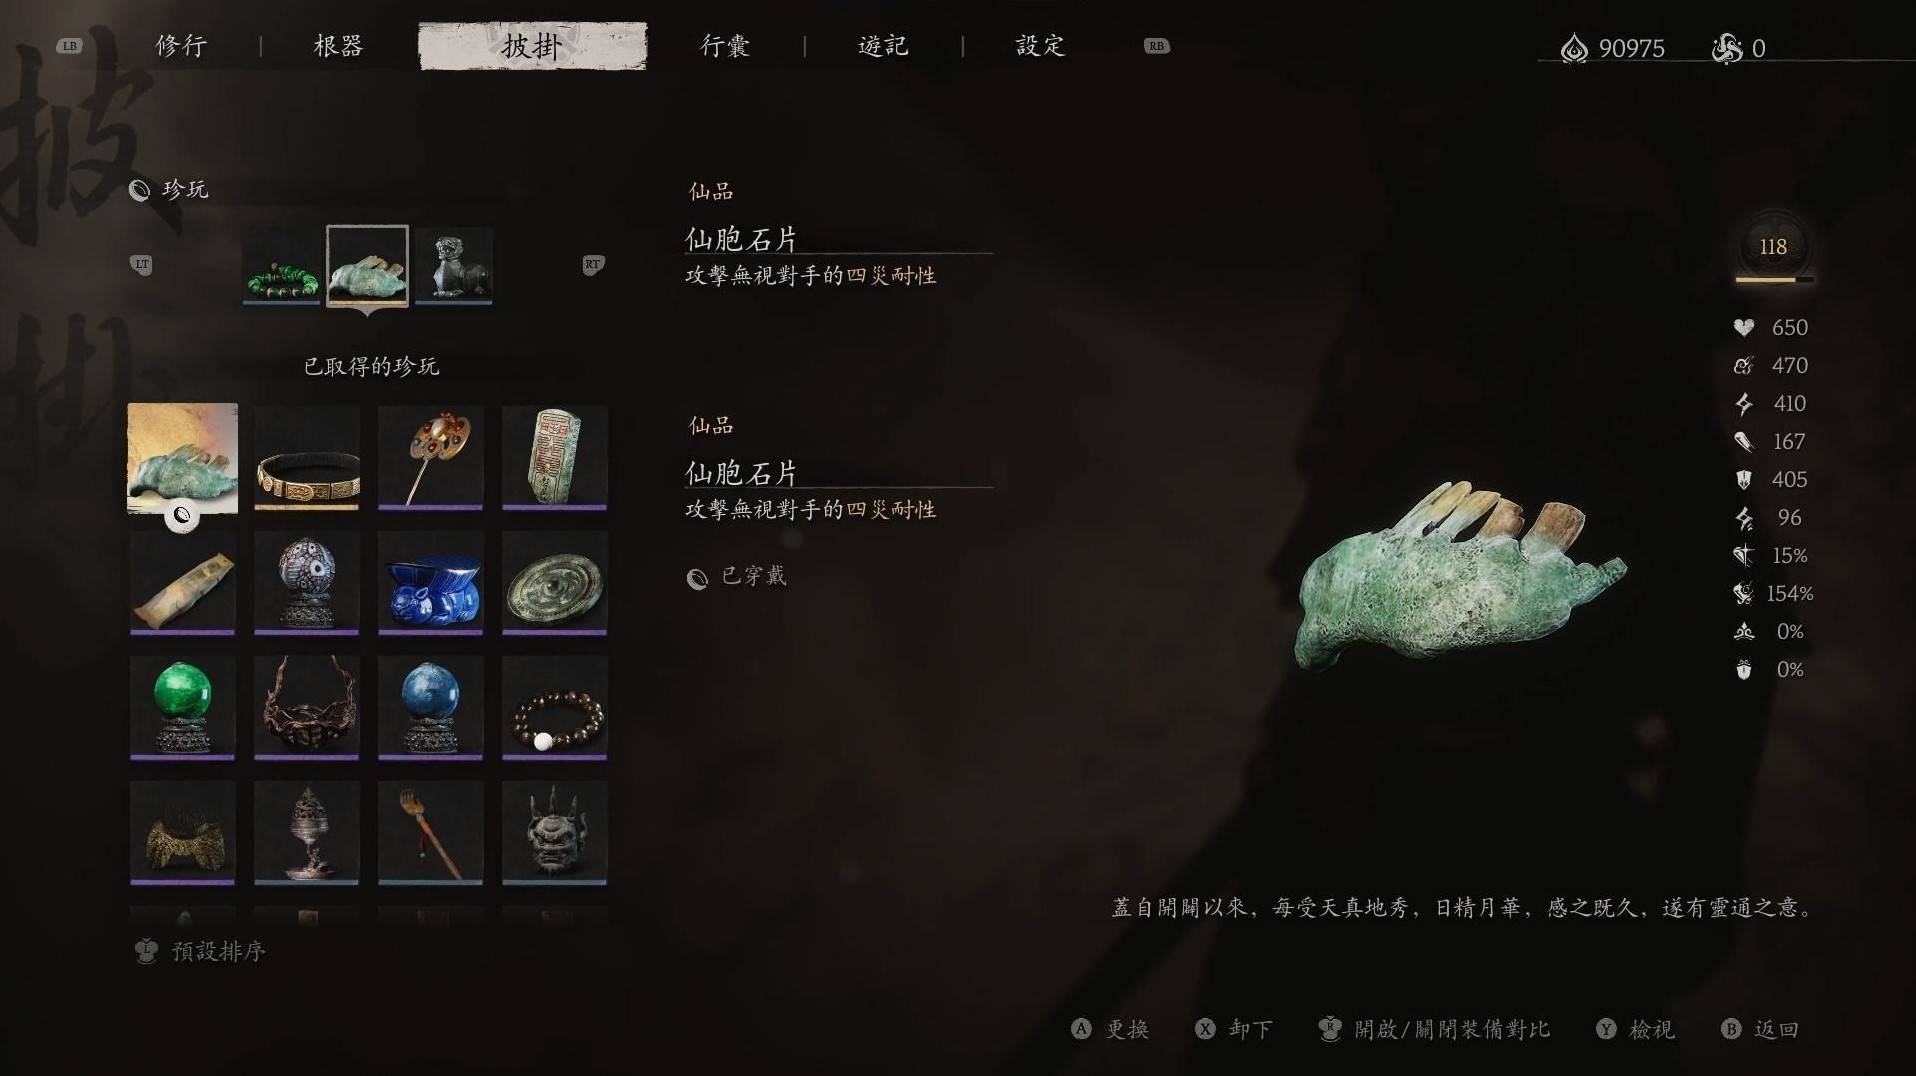 LB 修行 根器 披掛 行囊 遊記 設定 RB 90975 0
披掛
珍玩
LT RT
已取得的珍玩
預設排序
仙品
仙胞石片
攻擊無視對手的四災耐性
仙品
仙胞石片
攻擊無視對手的四災耐性
已穿戴
118
650
470
410
167
405
96
15%
154%
0%
0%
蓋自開闢以來，每受天真地秀，日精月華，感之既久，遂有靈通之意。
A 更換 X 卸下 R 開啟/關閉裝備對比 Y 檢視 B 返回